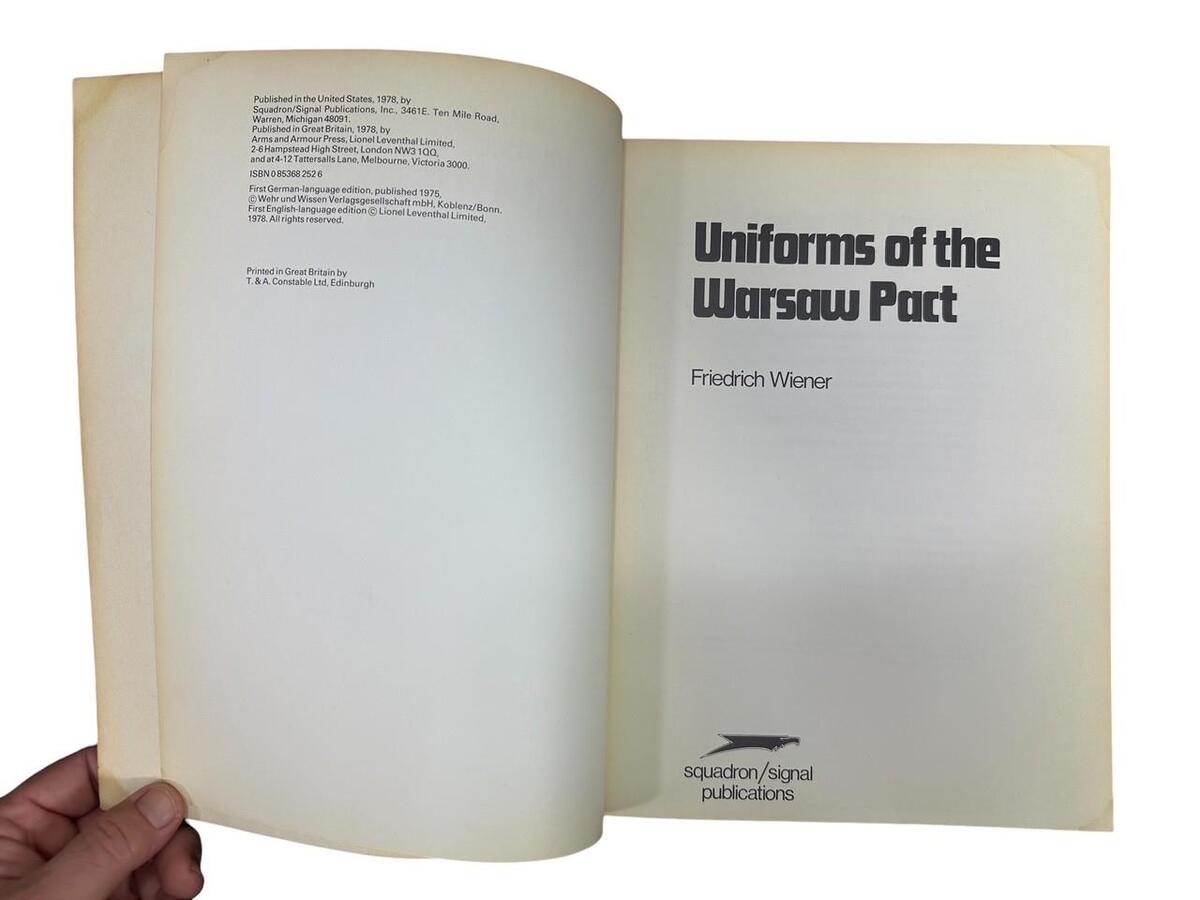 Published in the United States, 1978, by
Squadron/Signal Publications, Inc., 3461E. Ten Mile Road,
Warren, Michigan 48091.
Published in Great Britain, 1978, by
Arms and Armour Press, Lionel Leventhal Limited,
2-6 Hampstead High Street, London NW3 1QQ,
and at 4-12 Tattersalls Lane, Melbourne, Victoria 3000.
ISBN 0 85368 252 6
First German-language edition, published 1975,
© Wehr und Wissen Verlagsgesellschaft mbH, Koblenz/Bonn.
First English-language edition © Lionel Leventhal Limited,
1978. All rights reserved.
Printed in Great Britain by
T. & A. Constable Ltd, Edinburgh
Uniforms of the
Warsaw Pact
Friedrich Wiener
squadron/signal
publications